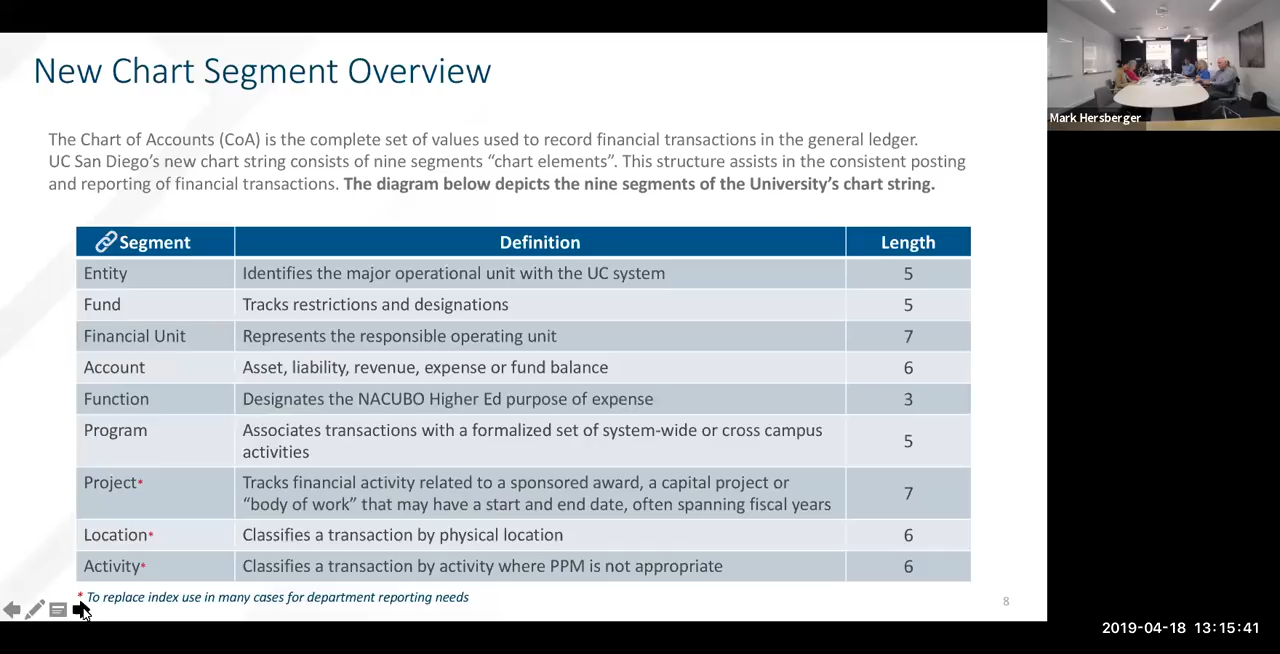 New Chart Segment Overview
Mark Hersberger
The Chart of Accounts (CoA) is the complete set of values used to record financial transactions in the general ledger.
UC San Diego's new chart string consists of nine segments “chart elements”. This structure assists in the consistent posting
and reporting of financial transactions. The diagram below depicts the nine segments of the University's chart string.
Segment Definition Length
Entity Identifies the major operational unit with the UC system 5
Fund Tracks restrictions and designations 5
Financial Unit Represents the responsible operating unit 7
Account Asset, liability, revenue, expense or fund balance 6
Function Designates the NACUBO Higher Ed purpose of expense 3
Program Associates transactions with a formalized set of system-wide or cross campus
activities 5
Project* Tracks financial activity related to a sponsored award, a capital project or
“body of work” that may have a start and end date, often spanning fiscal years 7
Location* Classifies a transaction by physical location 6
Activity* Classifies a transaction by activity where PPM is not appropriate 6
* To replace index use in many cases for department reporting needs
8
2019-04-18 13:15:41